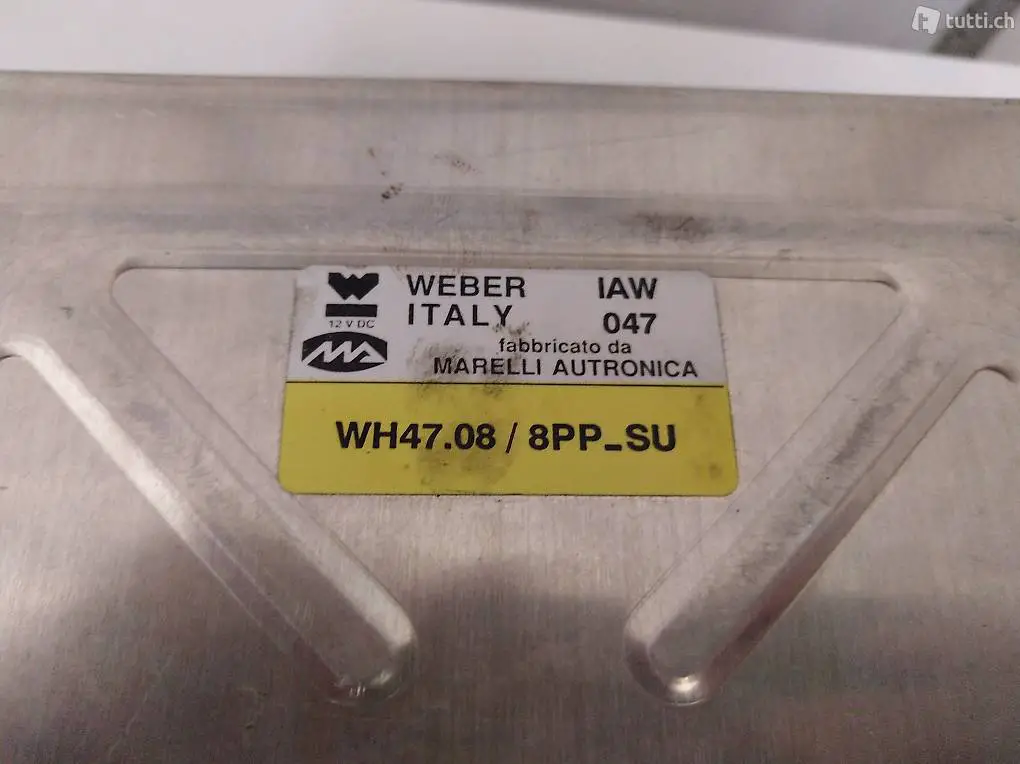 tutti.ch
WEBER IAW
ITALY 047
12 V DC
fabbricato da
MARELLI AUTRONICA
WH47.08 / 8PP_SU